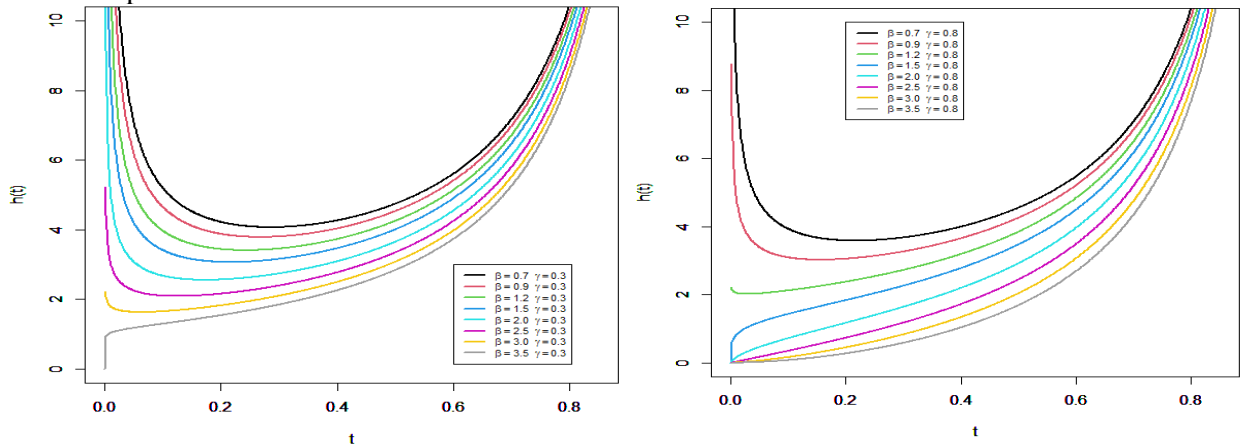 10
8
6
4
2
0
h(t)
β = 0.7 γ = 0.3
β = 0.9 γ = 0.3
β = 1.2 γ = 0.3
β = 1.5 γ = 0.3
β = 2.0 γ = 0.3
β = 2.5 γ = 0.3
β = 3.0 γ = 0.3
β = 3.5 γ = 0.3
0.0 0.2 0.4 0.6 0.8
t
10
8
6
4
2
0
h(t)
β = 0.7 γ = 0.8
β = 0.9 γ = 0.8
β = 1.2 γ = 0.8
β = 1.5 γ = 0.8
β = 2.0 γ = 0.8
β = 2.5 γ = 0.8
β = 3.0 γ = 0.8
β = 3.5 γ = 0.8
0.0 0.2 0.4 0.6 0.8
t